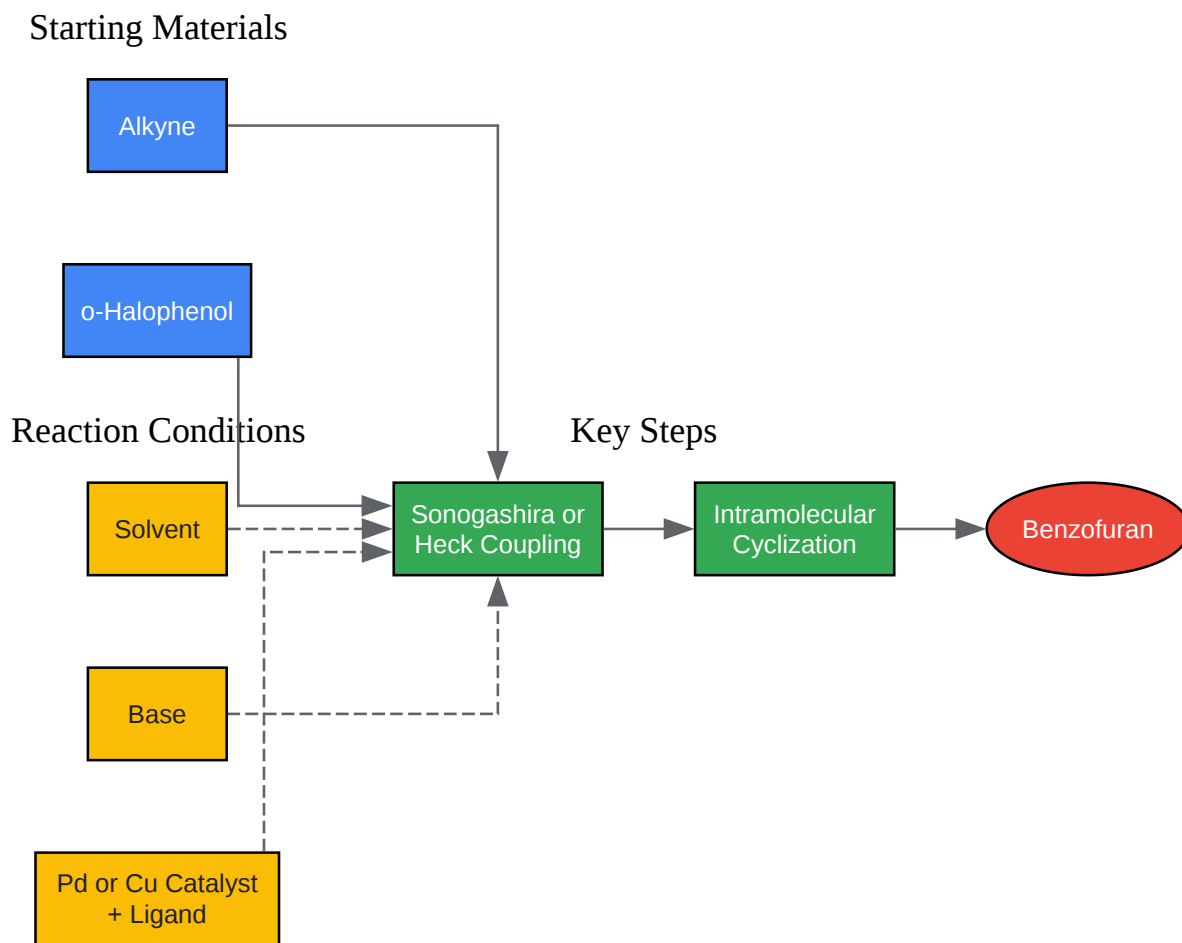 Starting Materials
Alkyne
o-Halophenol
Reaction Conditions
Key Steps
Solvent
Sonogashira or
Heck Coupling
Intramolecular
Cyclization
Benzofuran
Base
Pd or Cu Catalyst
+ Ligand